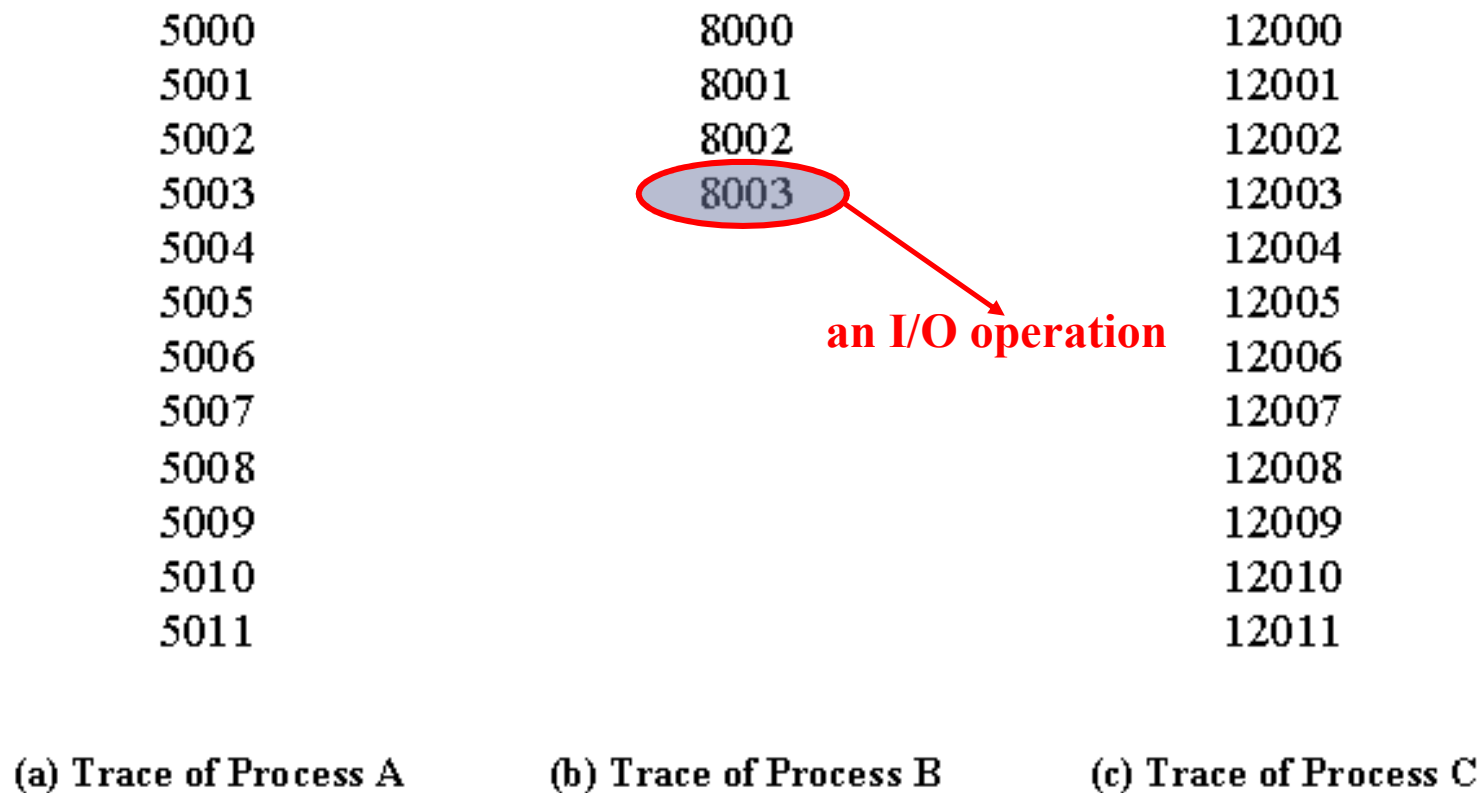 5000 8000 12000
5001 8001 12001
5002 8002 12002
5003 8003 12003
5004 12004
5005 12005
an I/O operation
5006 12006
5007 12007
5008 12008
5009 12009
5010 12010
5011 12011
(a) Trace of Process A (b) Trace of Process B (c) Trace of Process C